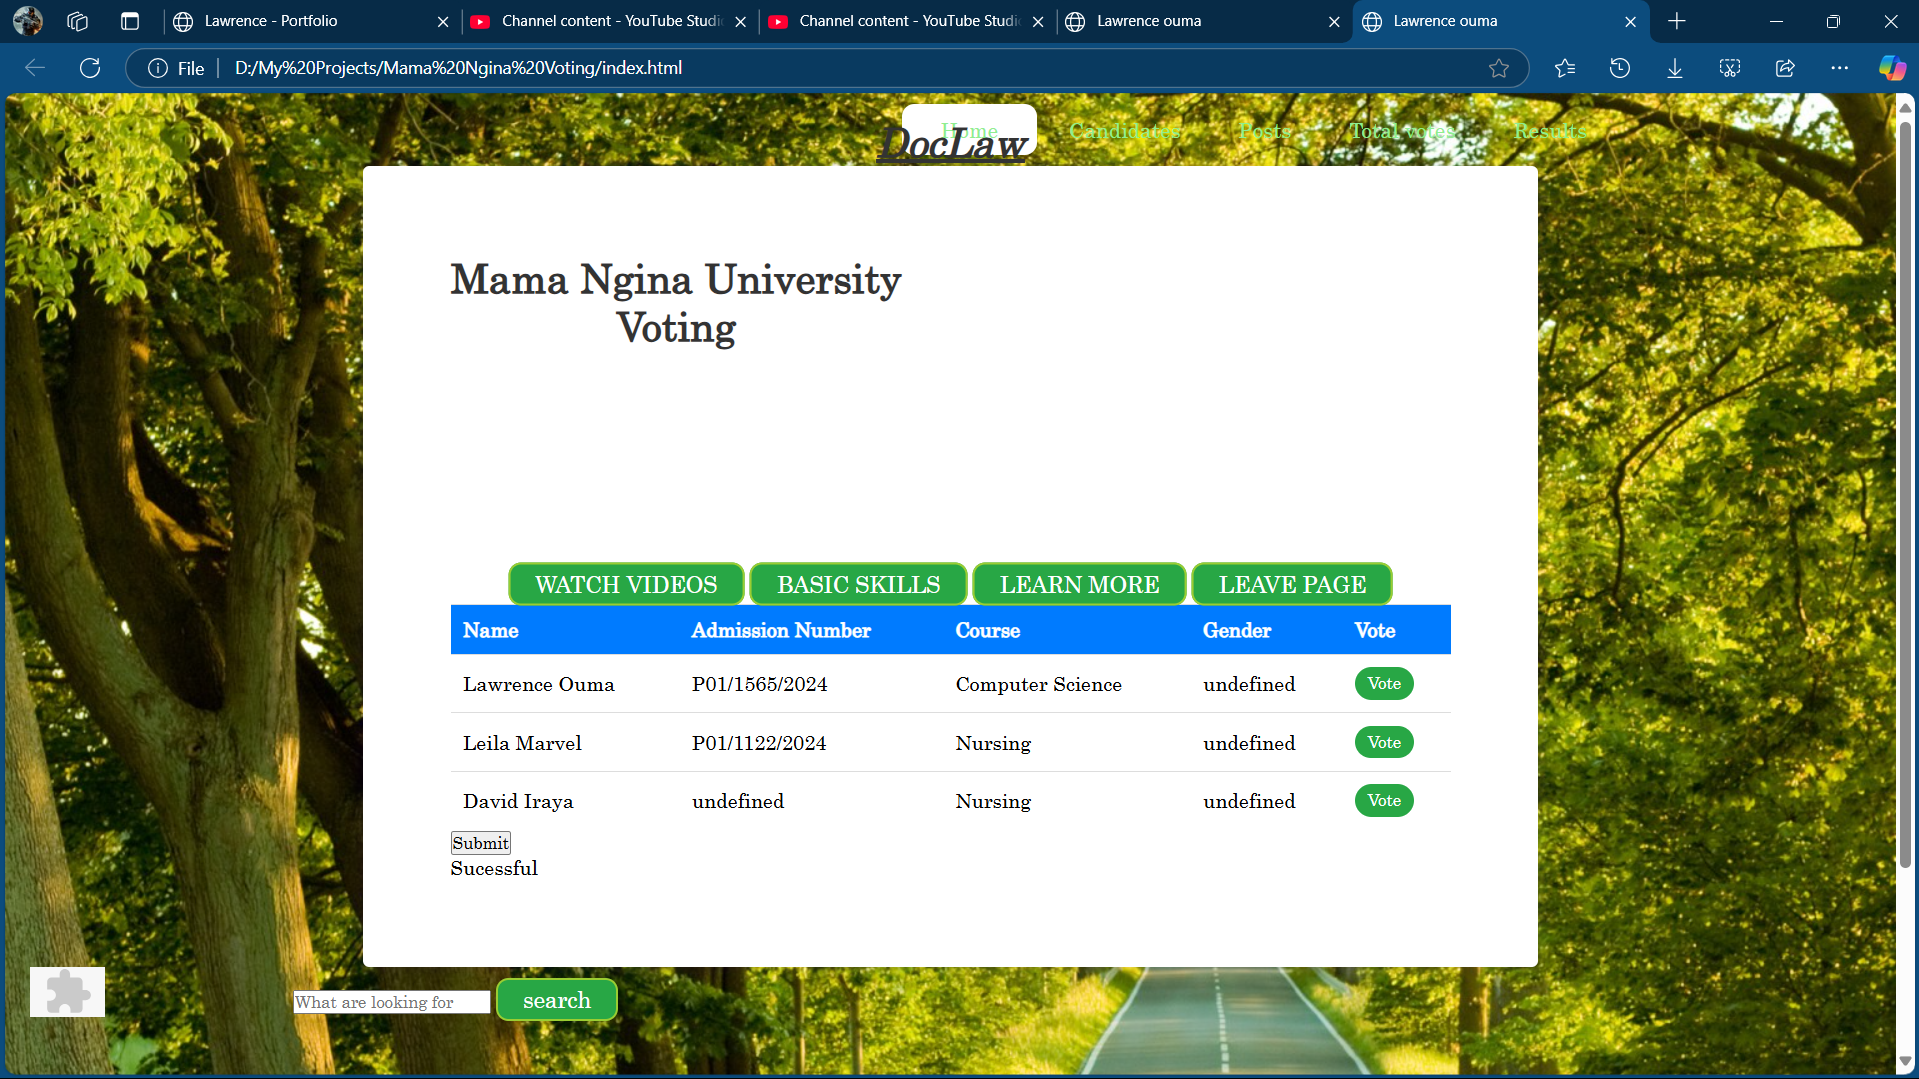 Lawrence - Portfolio
Channel content - YouTube Studi
Channel content - YouTube Studi
Lawrence ouma
Lawrence ouma
File
D:/My%20Projects/Mama%20Ngina%20Voting/index.html
Home
Candidates
Posts
Total votes
Results
DocLaw
Mama Ngina University
Voting
WATCH VIDEOS
BASIC SKILLS
LEARN MORE
LEAVE PAGE
Name Admission Number Course Gender Vote
Lawrence Ouma P01/1565/2024 Computer Science undefined Vote
Leila Marvel P01/1122/2024 Nursing undefined Vote
David Iraya undefined Nursing undefined Vote
Submit
Sucessful
What are looking for
search